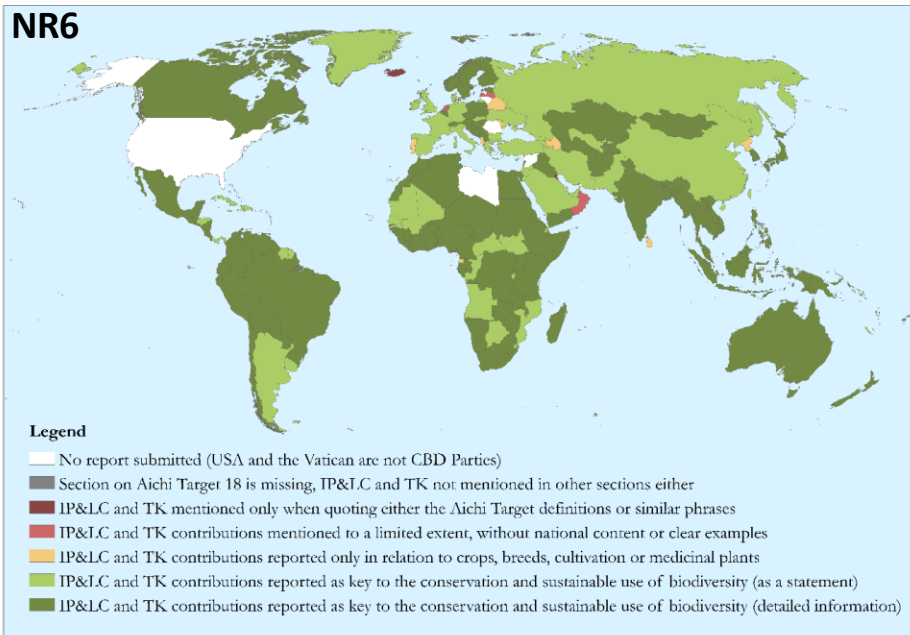 NR6
Legend
No report submitted (USA and the Vatican are not CBD Parties)
Section on Aichi Target 18 is missing, IP&LC and TK not mentioned in other sections either
IP&LC and TK mentioned only when quoting either the Aichi Target definitions or similar phrases
IP&LC and TK contributions mentioned to a limited extent, without national content or clear examples
IP&LC and TK contributions reported only in relation to crops, breeds, cultivation or medicinal plants
IP&LC and TK contributions reported as key to the conservation and sustainable use of biodiversity (as a statement)
IP&LC and TK contributions reported as key to the conservation and sustainable use of biodiversity (detailed information)